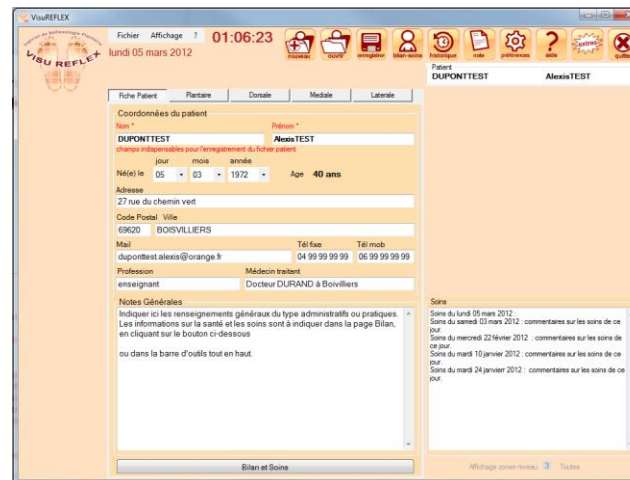 VisuREFLEX
Logiciel de Réflexologie Plantaire
VISU REFLEX
Fichier Affichage ?
01:06:23
lundi 05 mars 2012
nouveau ouvrir enregistrer bilan-soins historique note préférences aide extras quitter
Patient
DUPONTTEST AlexisTEST
Fiche Patient Plantaire Dorsale Mediale Laterale
Coordonnées du patient
Nom * Prénom *
DUPONTTEST AlexisTEST
champs indispensables pour l'enregistrement du fichier patient
jour mois année
Né(e) le 05 03 1972 Age 40 ans
Adresse
27 rue du chemin vert
Code Postal Ville
69620 BOISVILLIERS
Mail Tél fixe Tél mob
duponttest.alexis@orange.fr 04 99 99 99 99 06 99 99 99 99
Profession Médecin traitant
enseignant Docteur DURAND à Boivilliers
Notes Générales
Indiquer ici les renseignements généraux du type administratifs ou pratiques.
Les informations sur la santé et les soins sont à indiquer dans la page Bilan,
en cliquant sur le bouton ci-dessous
ou dans la barre d'outils tout en haut.
Soins
Soins du lundi 05 mars 2012 :
Soins du samedi 03 mars 2012 : commentaires sur les soins de ce
jour.
Soins du mercredi 22 février 2012 : commentaires sur les soins de
ce jour.
Soins du mardi 10 janvier 2012 : commentaires sur les soins de ce
jour.
Soins du mardi 24 janvierr 2012 : commentaires sur les soins de ce
jour.
Bilan et Soins
Affichage zones niveau 3 Toutes